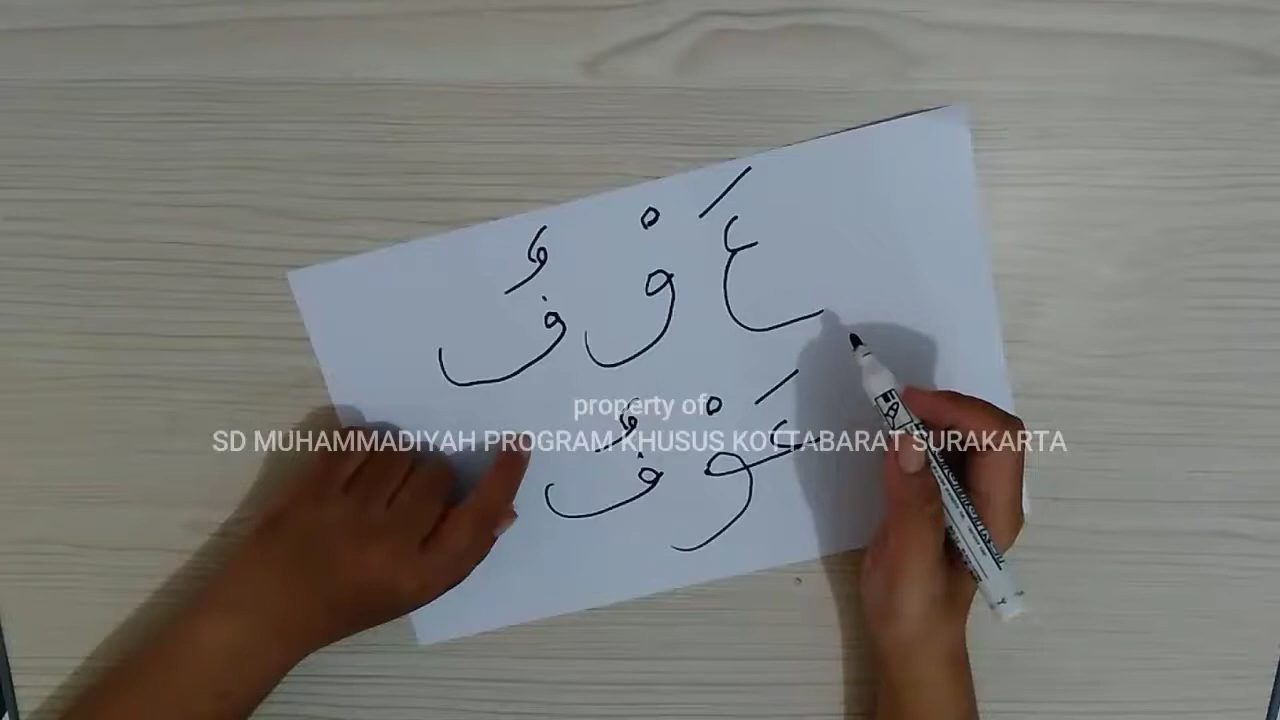 عَ وْ فٌ
عَوْفٌ
property of
SD MUHAMMADIYAH PROGRAM KHUSUS KOTTABARAT SURAKARTA